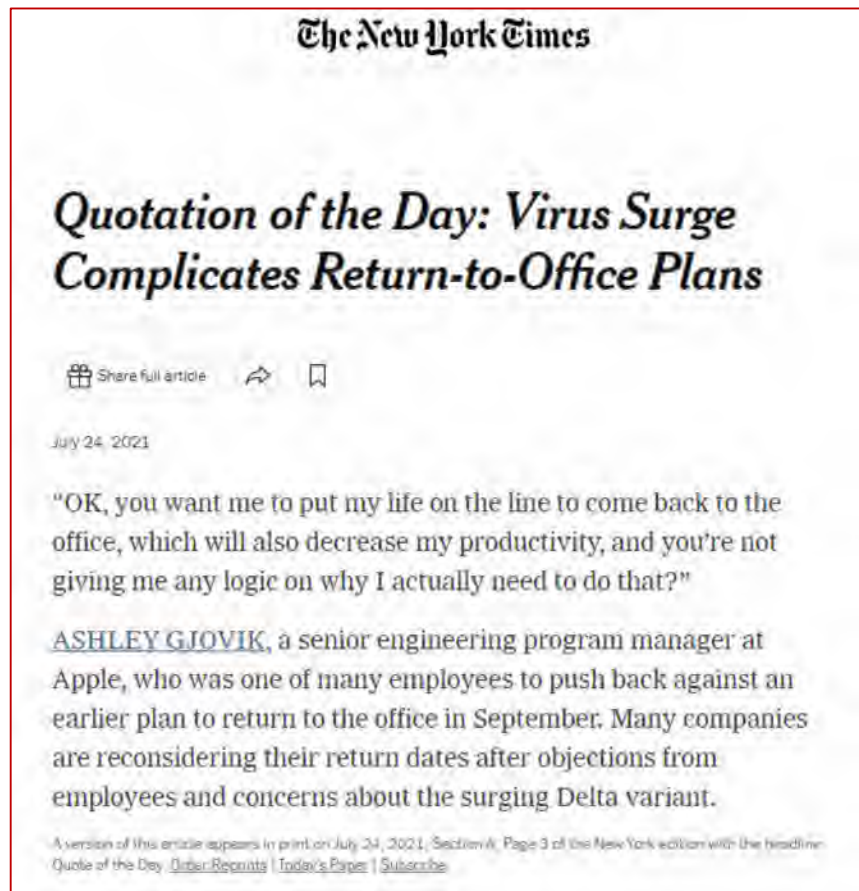 The New York Times
Quotation of the Day: Virus Surge
Complicates Return-to-Office Plans
Share full article
July 24, 2021
“OK, you want me to put my life on the line to come back to the
office, which will also decrease my productivity, and you’re not
giving me any logic on why I actually need to do that?”
ASHLEY GJOVIK, a senior engineering program manager at
Apple, who was one of many employees to push back against an
earlier plan to return to the office in September. Many companies
are reconsidering their return dates after objections from
employees and concerns about the surging Delta variant.
A version of this article appears in print on July 24, 2021, Section A, Page 3 of the New York edition with the headline:
Quote of the Day. Order Reprints | Today’s Paper | Subscribe